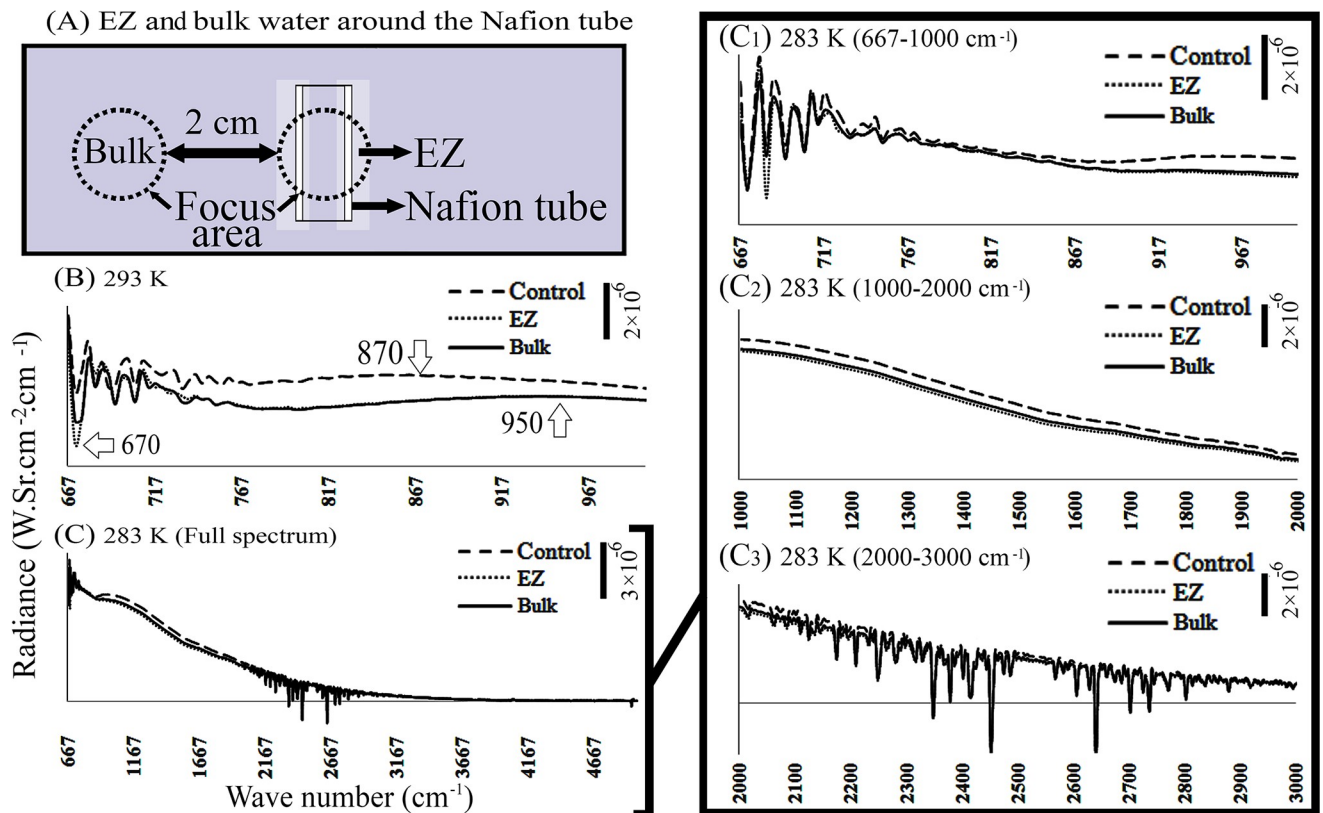 (A) EZ and bulk water around the Nafion tube
Bulk
2 cm
EZ
Focus
area
Nafion tube
(B) 293 K
Control
EZ
Bulk
2×10-6
870
950
670
667 717 767 817 867 917 967
(C) 283 K (Full spectrum)
Control
EZ
Bulk
3×10-6
667 1167 1667 2167 2667 3167 3667 4167 4667
Wave number (cm-1)
Radiance (W.Sr.cm-2.cm-1)
(C1) 283 K (667-1000 cm-1)
Control
EZ
Bulk
2×10-6
667 717 767 817 867 917 967
(C2) 283 K (1000-2000 cm-1)
Control
EZ
Bulk
2×10-6
1000 1100 1200 1300 1400 1500 1600 1700 1800 1900 2000
(C3) 283 K (2000-3000 cm-1)
Control
EZ
Bulk
2×10-6
2000 2100 2200 2300 2400 2500 2600 2700 2800 2900 3000